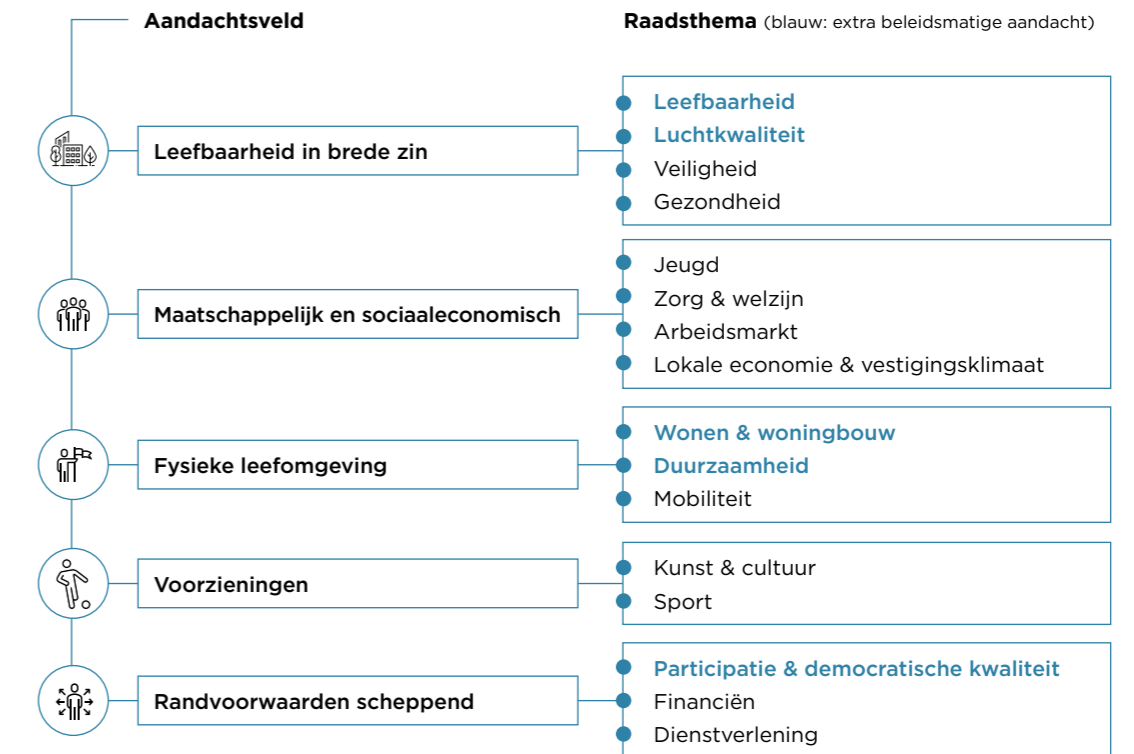 Aandachtsveld
Raadsthema (blauw: extra beleidsmatige aandacht)
Leefbaarheid in brede zin
Leefbaarheid
Luchtkwaliteit
Veiligheid
Gezondheid
Maatschappelijk en sociaaleconomisch
Jeugd
Zorg & welzijn
Arbeidsmarkt
Lokale economie & vestigingsklimaat
Fysieke leefomgeving
Wonen & woningbouw
Duurzaamheid
Mobiliteit
Voorzieningen
Kunst & cultuur
Sport
Randvoorwaarden scheppend
Participatie & democratische kwaliteit
Financiën
Dienstverlening